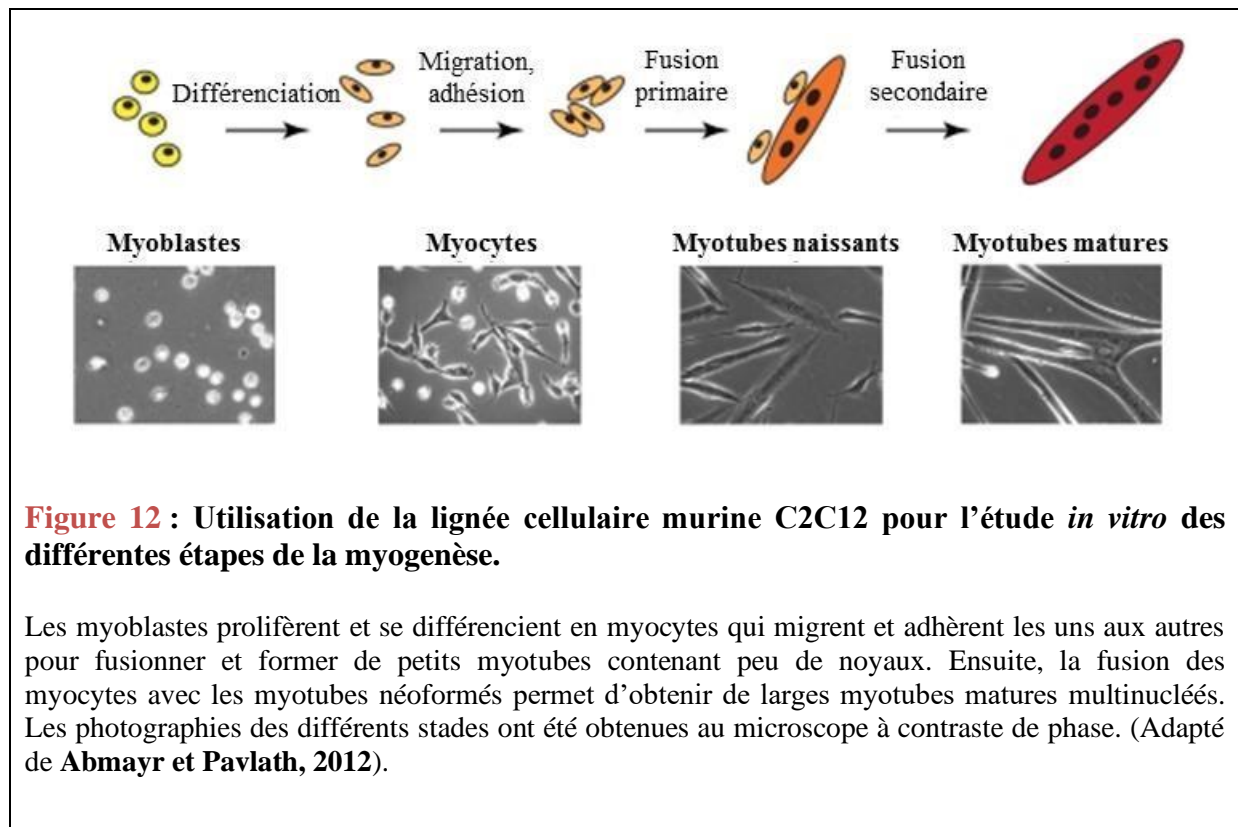 Différenciation
Migration,
adhésion
Fusion
primaire
Fusion
secondaire
Myoblastes
Myocytes
Myotubes naissants
Myotubes matures
Figure 12 : Utilisation de la lignée cellulaire murine C2C12 pour l’étude in vitro des
différentes étapes de la myogenèse.
Les myoblastes prolifèrent et se différencient en myocytes qui migrent et adhèrent les uns aux autres
pour fusionner et former de petits myotubes contenant peu de noyaux. Ensuite, la fusion des
myocytes avec les myotubes néoformés permet d’obtenir de larges myotubes matures multinucléés.
Les photographies des différents stades ont été obtenues au microscope à contraste de phase. (Adapté
de Abmayr et Pavlath, 2012).